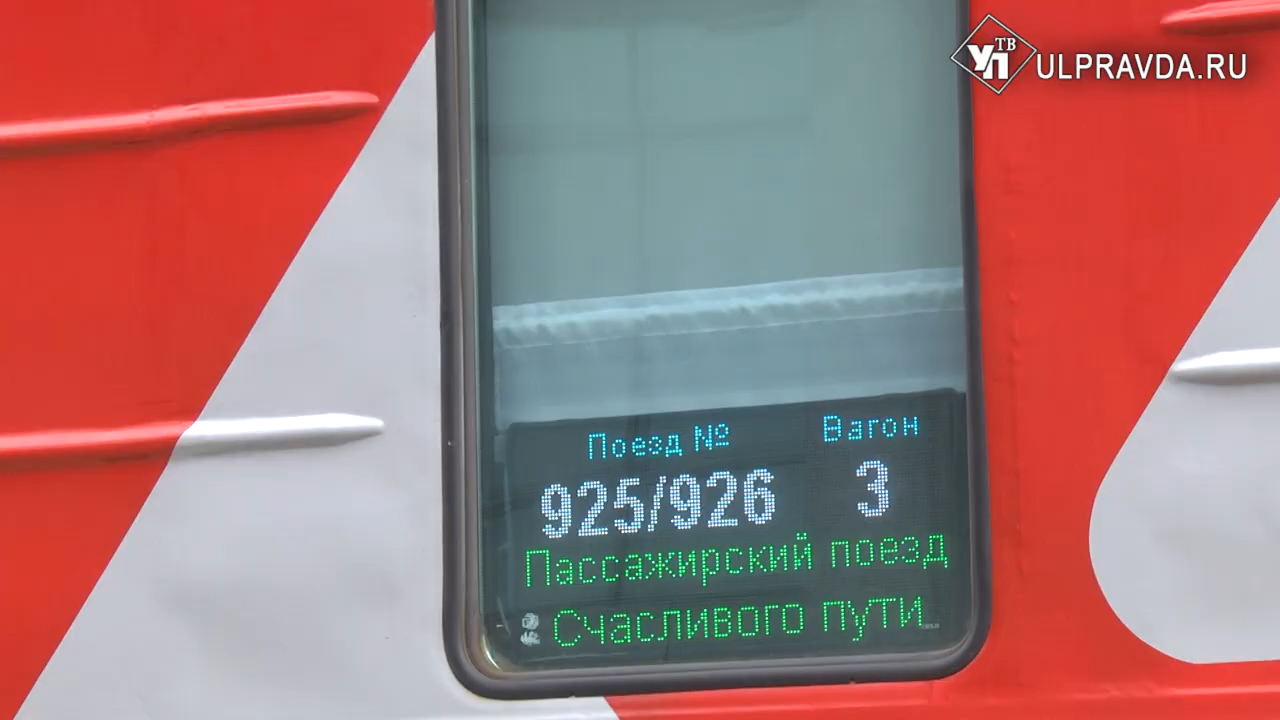 УП ТВ ULPRAVDA.RU
Поезд № Вагон
925/926 3
Пассажирский поезд
Счасливого пути